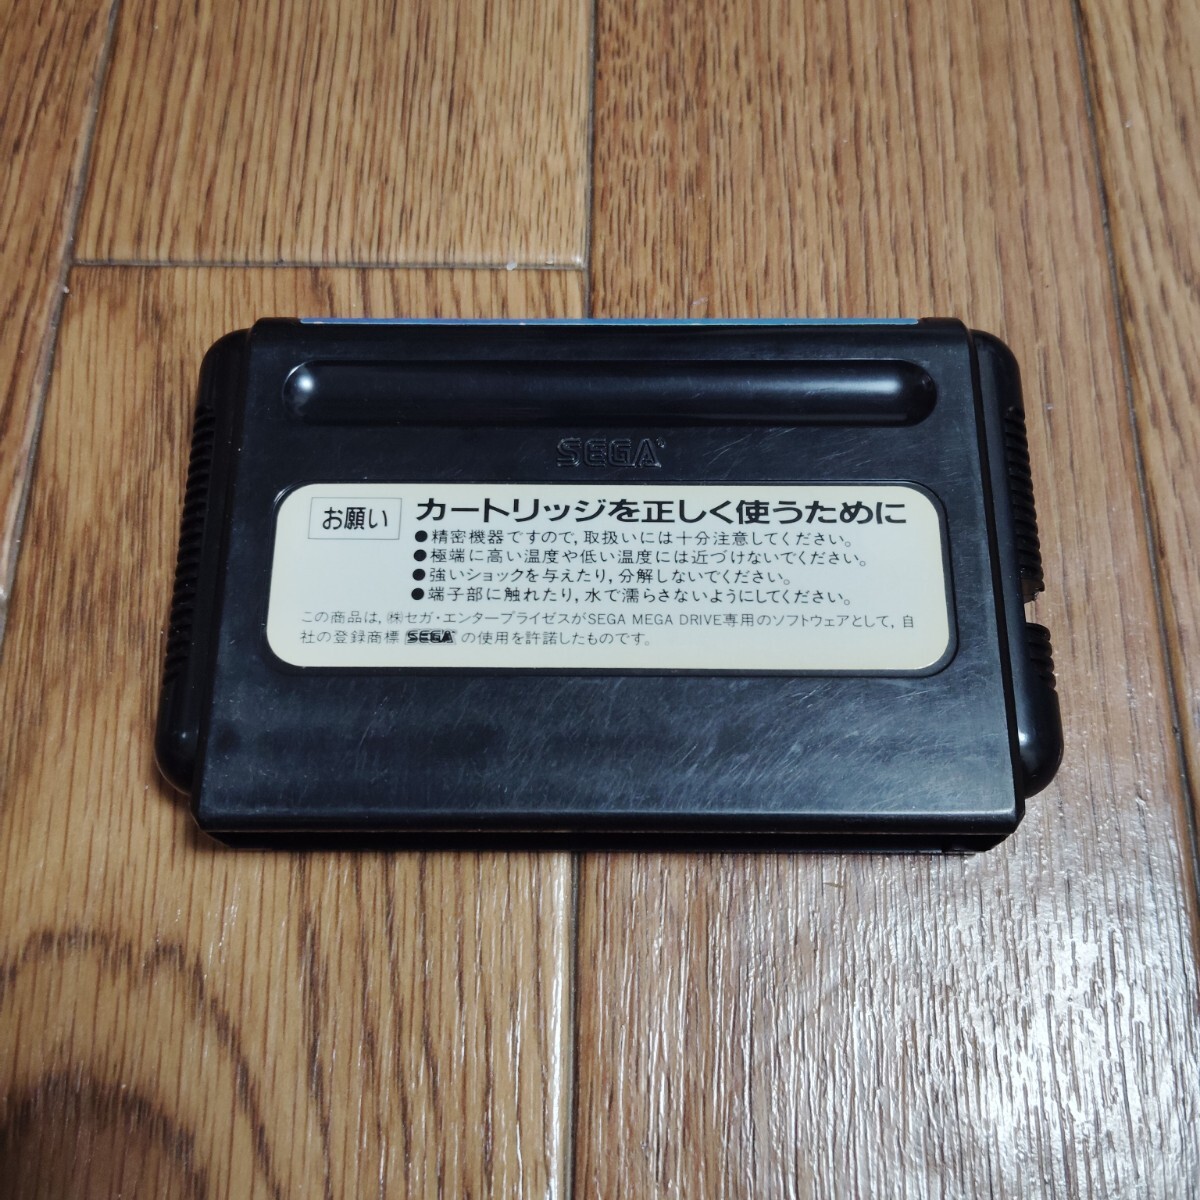 SEGA
お願い カートリッジを正しく使うために
●精密機器ですので,取扱いには十分注意してください。
●極端に高い温度や低い温度には近づけないでください。
●強いショックを与えたり,分解しないでください。
●端子部に触れたり,水で濡らさないようにしてください。
この商品は,㈱セガ・エンタープライゼスがSEGA MEGA DRIVE専用のソフトウェアとして,自
社の登録商標 SEGA の使用を許諾したものです。